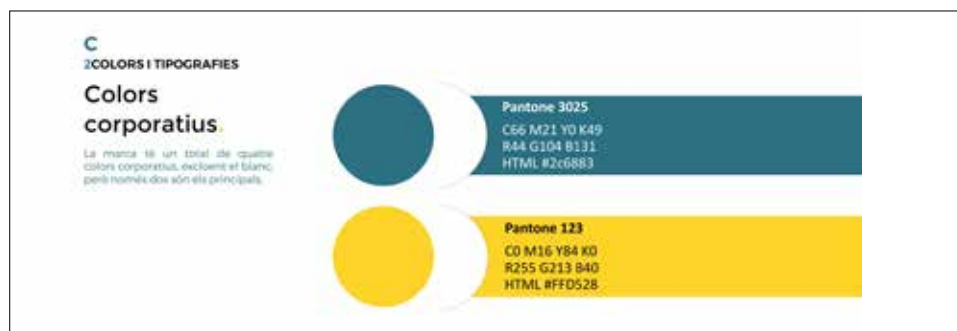 C
2COLORS I TIPOGRAFIES
Colors
corporatius.
La marca té un total de quatre
colors corporatius, excloent el blanc,
però només dos són els principals.
Pantone 3025
C66 M21 Y0 K49
R44 G104 B131
HTML #2c6883
Pantone 123
C0 M16 Y84 K0
R255 G213 B40
HTML #FFD528